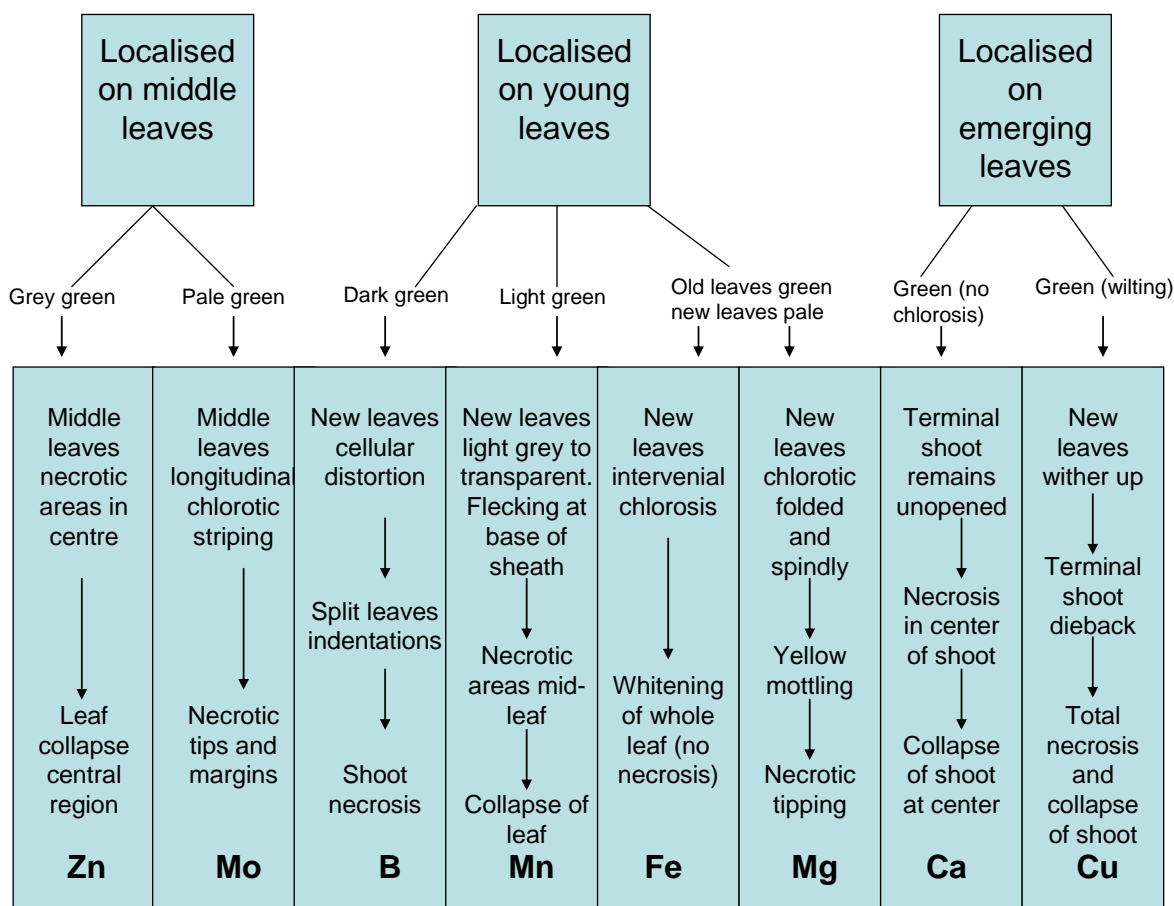 Localised
on middle
leaves
Localised
on young
leaves
Localised
on
emerging
leaves
Grey green
Pale green
Dark green
Light green
Old leaves green
new leaves pale
Green (no
chlorosis)
Green (wilting)
Middle
leaves
necrotic
areas in
centre
Leaf
collapse
central
region
Zn
Middle
leaves
longitudinal
chlorotic
striping
Necrotic
tips and
margins
Mo
New leaves
cellular
distortion
Split leaves
indentations
Shoot
necrosis
B
New leaves
light grey to
transparent.
Flecking at
base of
sheath
Necrotic
areas mid-
leaf
Collapse of
leaf
Mn
New
leaves
intervenial
chlorosis
Whitening
of whole
leaf (no
necrosis)
Fe
New
leaves
chlorotic
folded
and
spindly
Yellow
mottling
Necrotic
tipping
Mg
Terminal
shoot
remains
unopened
Necrosis
in center
of shoot
Collapse
of shoot
at center
Ca
New
leaves
wither up
Terminal
shoot
dieback
Total
necrosis
and
collapse
of shoot
Cu